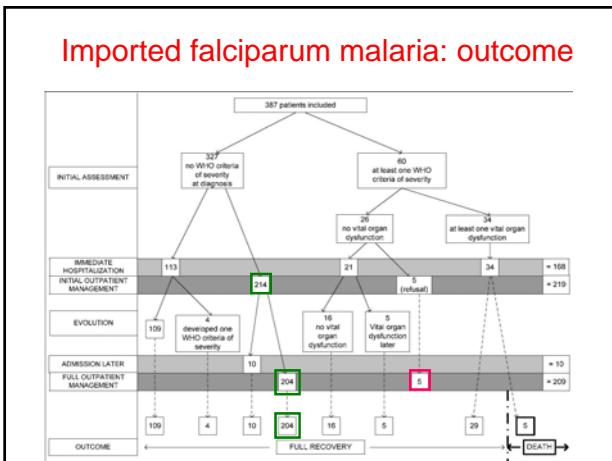 Imported falciparum malaria: outcome
387 patients included
INITIAL ASSESSMENT
327
no WHO criteria
of severity
at diagnosis
60
at least one WHO
criteria of severity
26
no vital organ
dysfunction
34
at least one vital organ
dysfunction
IMMEDIATE
HOSPITALIZATION
113
21
34
= 168
INITIAL OUTPATIENT
MANAGEMENT
214
5
(refusal)
= 219
EVOLUTION
109
4
developed one
WHO criteria of
severity
16
no vital
organ
dysfunction
5
Vital organ
dysfunction
later
ADMISSION LATER
10
= 10
FULL OUTPATIENT
MANAGEMENT
204
5
= 209
109
4
10
204
16
5
29
5
OUTCOME
FULL RECOVERY
DEATH